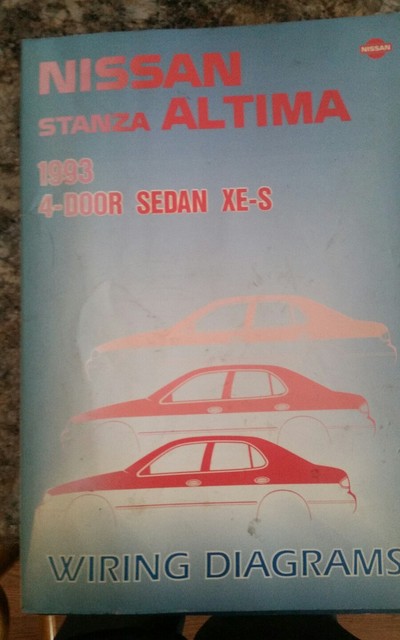 NISSAN
NISSAN
STANZA ALTIMA
1993
4-DOOR SEDAN XE-S
WIRING DIAGRAMS